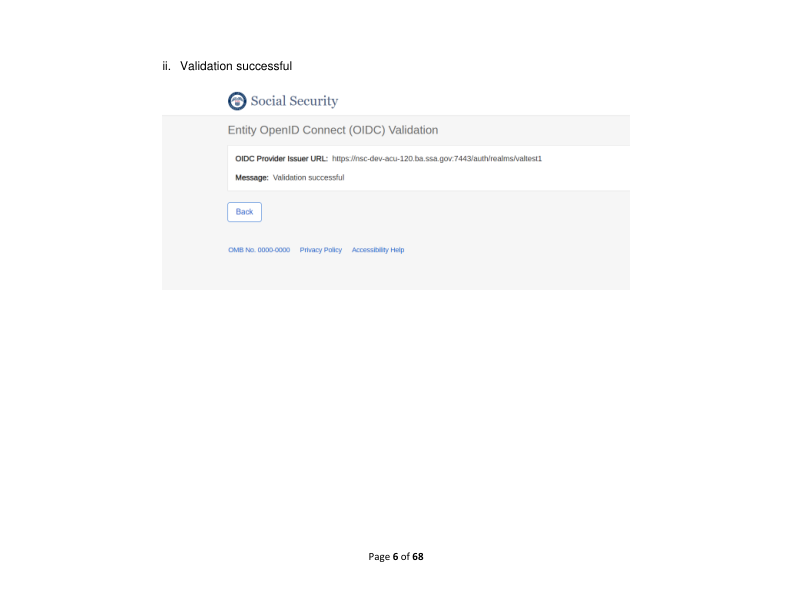 ii. Validation successful
Social Security
Entity OpenID Connect (OIDC) Validation
OIDC Provider Issuer URL: https://nsc-dev-acu-120.ba.ssa.gov:7443/auth/realms/valtest1
Message: Validation successful
Back
OMB No. 0000-0000 Privacy Policy Accessibility Help
Page 6 of 68